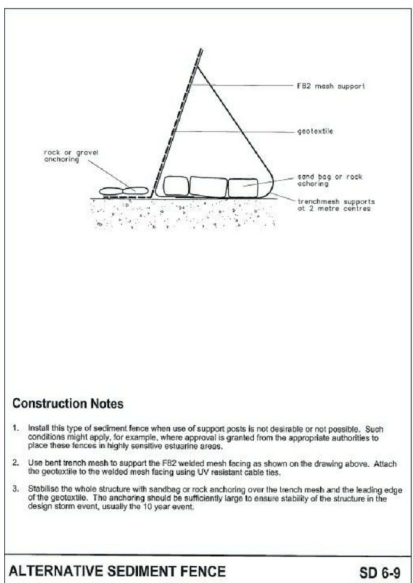 F82 mesh support
geotextile
rock or gravel
anchoring
sand bag or rock
achoring
trenchmesh supports
at 2 metre centres
Construction Notes
1. Install this type of sediment fence when use of support posts is not desirable or not possible. Such
conditions might apply, for example, where approval is granted from the appropriate authorities to
place these fences in highly sensitive estuarine areas.
2. Use bent trench mesh to support the F82 welded mesh facing as shown on the drawing above. Attach
the geotextile to the welded mesh facing using UV resistant cable ties.
3. Stabilise the whole structure with sandbag or rock anchoring over the trench mesh and the leading edge
of the geotextile. The anchoring should be sufficiently large to ensure stability of the structure in the
design storm event, usually the 10 year event.
ALTERNATIVE SEDIMENT FENCE SD 6-9